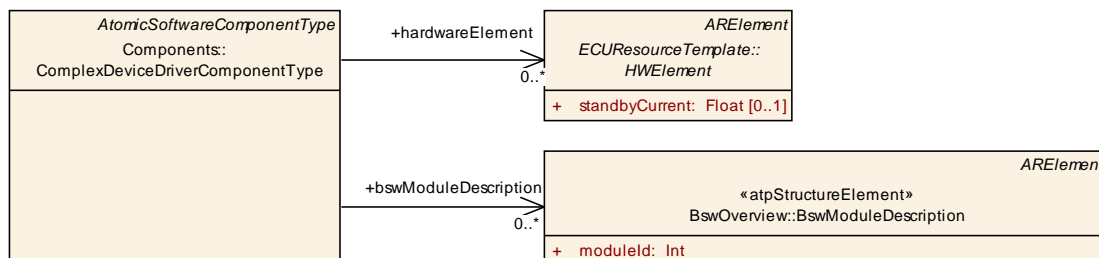 AtomicSoftwareComponentType
Components::
ComplexDeviceDriverComponentType
+hardwareElement
0..*
ARElement
ECUResourceTemplate::
HWElement
+ standbyCurrent: Float [0..1]
+bswModuleDescription
0..*
ARElement
«atpStructureElement»
BswOverview::BswModuleDescription
+ moduleId: Int